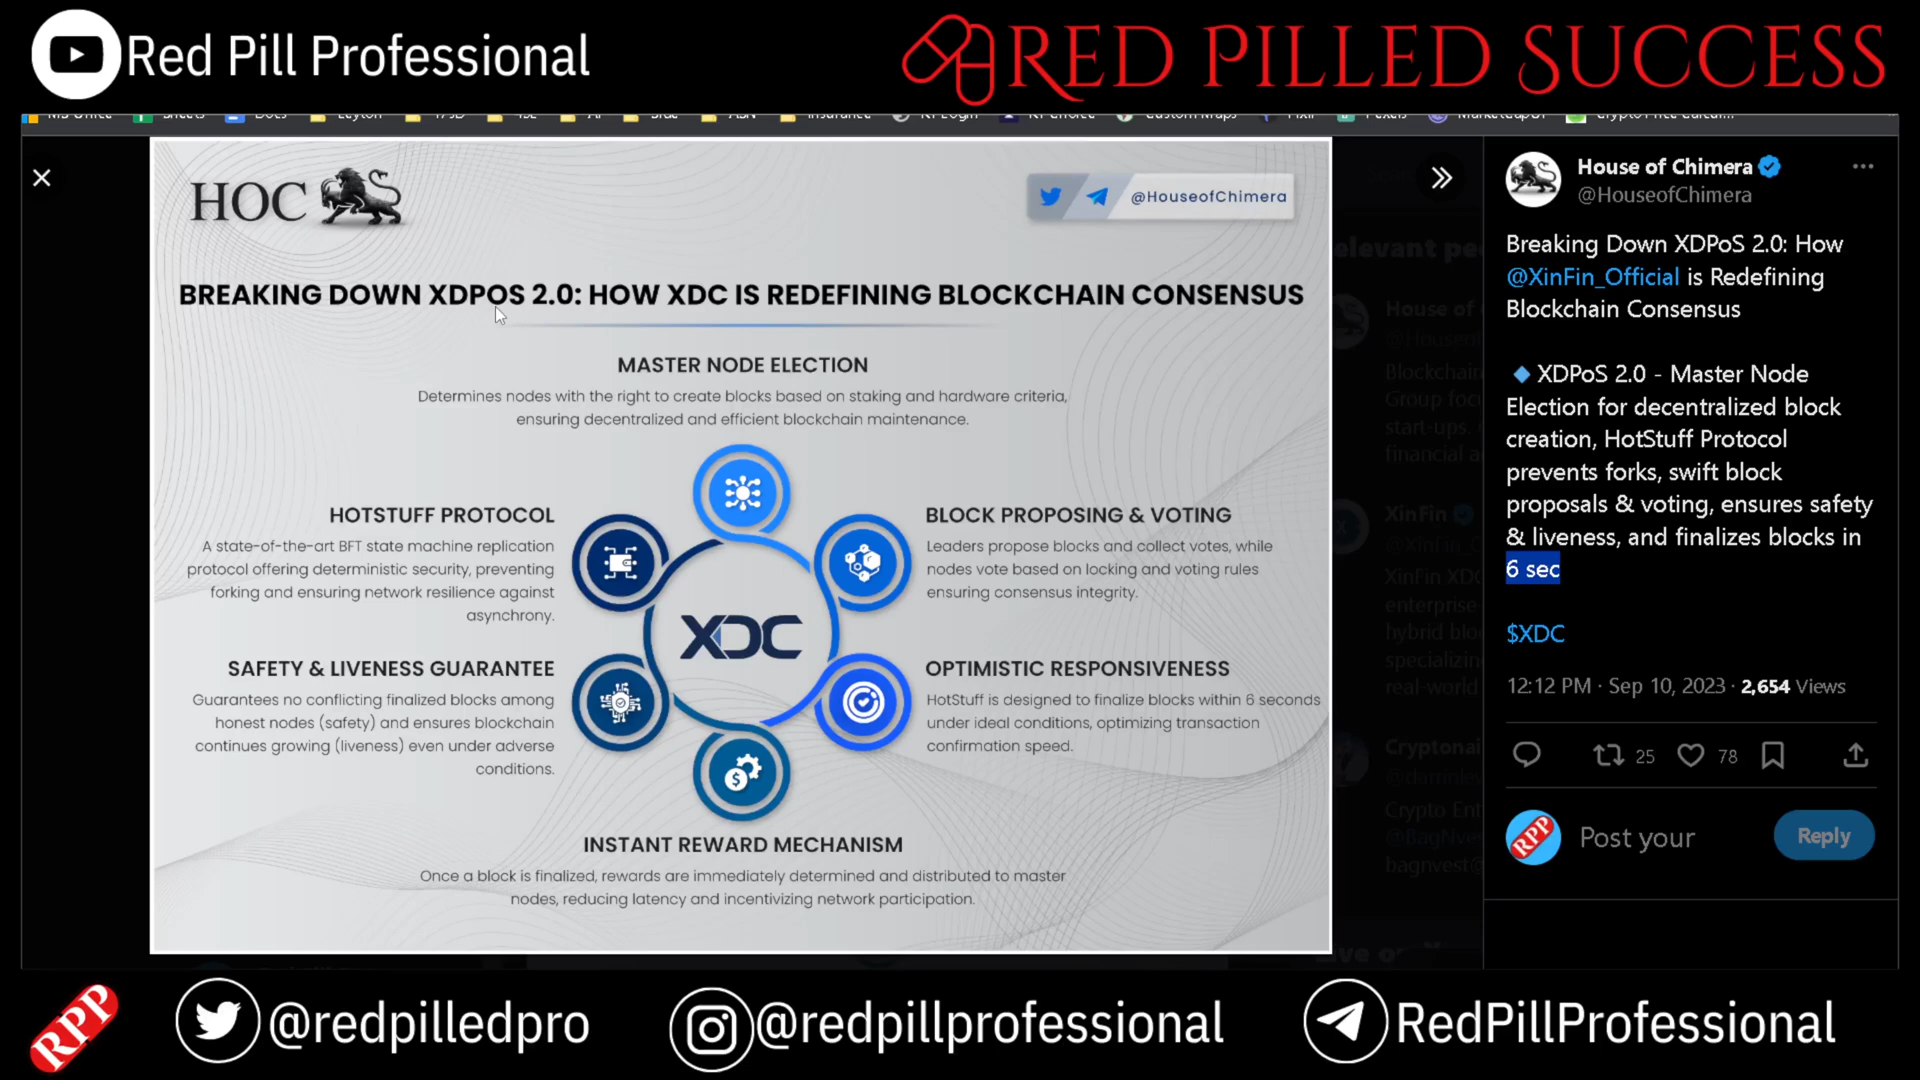 Red Pill Professional
RED PILLED SUCCESS
HOC
@HouseofChimera
BREAKING DOWN XDPOS 2.0: HOW XDC IS REDEFINING BLOCKCHAIN CONSENSUS
MASTER NODE ELECTION
Determines nodes with the right to create blocks based on staking and hardware criteria,
ensuring decentralized and efficient blockchain maintenance.
HOTSTUFF PROTOCOL
A state-of-the-art BFT state machine replication
protocol offering deterministic security, preventing
forking and ensuring network resilience against
asynchrony.
BLOCK PROPOSING & VOTING
Leaders propose blocks and collect votes, while
nodes vote based on locking and voting rules
ensuring consensus integrity.
XDC
SAFETY & LIVENESS GUARANTEE
Guarantees no conflicting finalized blocks among
honest nodes (safety) and ensures blockchain
continues growing (liveness) even under adverse
conditions.
OPTIMISTIC RESPONSIVENESS
HotStuff is designed to finalize blocks within 6 seconds
under ideal conditions, optimizing transaction
confirmation speed.
INSTANT REWARD MECHANISM
Once a block is finalized, rewards are immediately determined and distributed to master
nodes, reducing latency and incentivizing network participation.
House of Chimera
@HouseofChimera
Breaking Down XDPoS 2.0: How
@XinFin_Official is Redefining
Blockchain Consensus
XDPoS 2.0 - Master Node
Election for decentralized block
creation, HotStuff Protocol
prevents forks, swift block
proposals & voting, ensures safety
& liveness, and finalizes blocks in
6 sec
$XDC
12:12 PM · Sep 10, 2023 · 2,654 Views
25
78
RPP
Post your
Reply
RPP
@redpilledpro
@redpillprofessional
RedPillProfessional